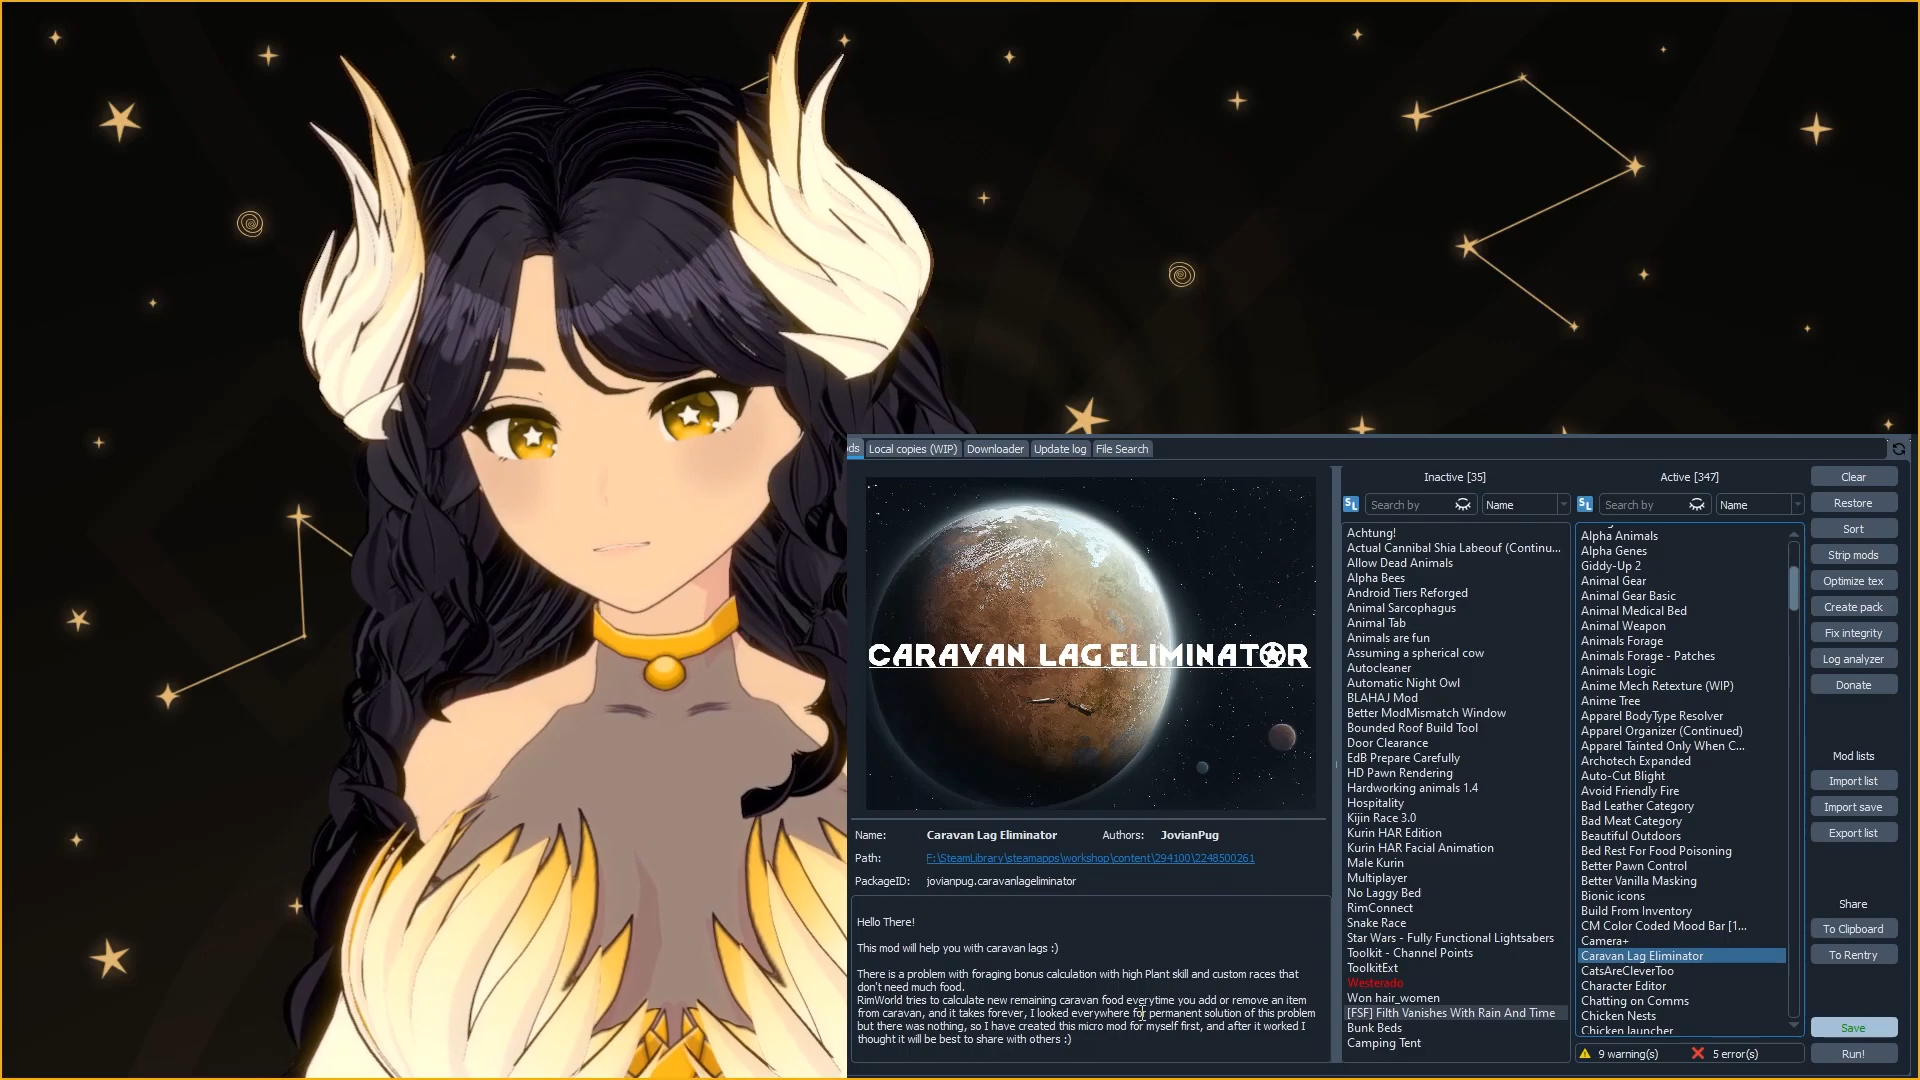 ds
Local copies (WIP)
Downloader
Update log
File Search
CARAVAN LAG ELIMINATOR
Name:
Caravan Lag Eliminator
Authors:
JovianPug
Path:
F:\SteamLibrary\steamapps\workshop\content\294100\2248500261
PackageID:
jovianpug.caravanlageliminator
Hello There!
This mod will help you with caravan lags :)
There is a problem with foraging bonus calculation with high Plant skill and custom races that
don't need much food.
RimWorld tries to calculate new remaining caravan food everytime you add or remove an item
from caravan, and it takes forever, I looked everywhere for permanent solution of this problem
but there was nothing, so I have created this micro mod for myself first, and after it worked I
thought it will be best to share with others :)
Inactive [35]
SL
Search by
Name
Achtung!
Actual Cannibal Shia Labeouf (Continu...
Allow Dead Animals
Alpha Bees
Android Tiers Reforged
Animal Sarcophagus
Animal Tab
Animals are fun
Assuming a spherical cow
Autocleaner
Automatic Night Owl
BLAHAJ Mod
Better ModMismatch Window
Bounded Roof Build Tool
Door Clearance
EdB Prepare Carefully
HD Pawn Rendering
Hardworking animals 1.4
Hospitality
Kijin Race 3.0
Kurin HAR Edition
Kurin HAR Facial Animation
Male Kurin
Multiplayer
No Laggy Bed
RimConnect
Snake Race
Star Wars - Fully Functional Lightsabers
Toolkit - Channel Points
ToolkitExt
Westerado
Won hair_women
[FSF] Filth Vanishes With Rain And Time
Bunk Beds
Camping Tent
Active [347]
SL
Search by
Name
Alpha Animals
Alpha Genes
Giddy-Up 2
Animal Gear
Animal Gear Basic
Animal Medical Bed
Animal Weapon
Animals Forage
Animals Forage - Patches
Animals Logic
Anime Mech Retexture (WIP)
Anime Tree
Apparel BodyType Resolver
Apparel Organizer (Continued)
Apparel Tainted Only When C...
Archotech Expanded
Auto-Cut Blight
Avoid Friendly Fire
Bad Leather Category
Bad Meat Category
Beautiful Outdoors
Bed Rest For Food Poisoning
Better Pawn Control
Better Vanilla Masking
Bionic icons
Build From Inventory
CM Color Coded Mood Bar [1...
Camera+
Caravan Lag Eliminator
CatsAreCleverToo
Character Editor
Chatting on Comms
Chicken Nests
Chicken launcher
9 warning(s)
5 error(s)
Clear
Restore
Sort
Strip mods
Optimize tex
Create pack
Fix integrity
Log analyzer
Donate
Mod lists
Import list
Import save
Export list
Share
To Clipboard
To Rentry
Save
Run!